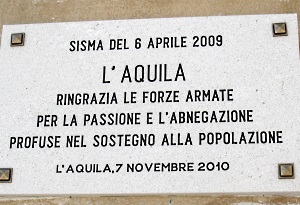 SISMA DEL 6 APRILE 2009
L'AQUILA
RINGRAZIA LE FORZE ARMATE
PER LA PASSIONE E L'ABNEGAZIONE
PROFUSE NEL SOSTEGNO ALLA POPOLAZIONE
L'AQUILA, 7 NOVEMBRE 2010